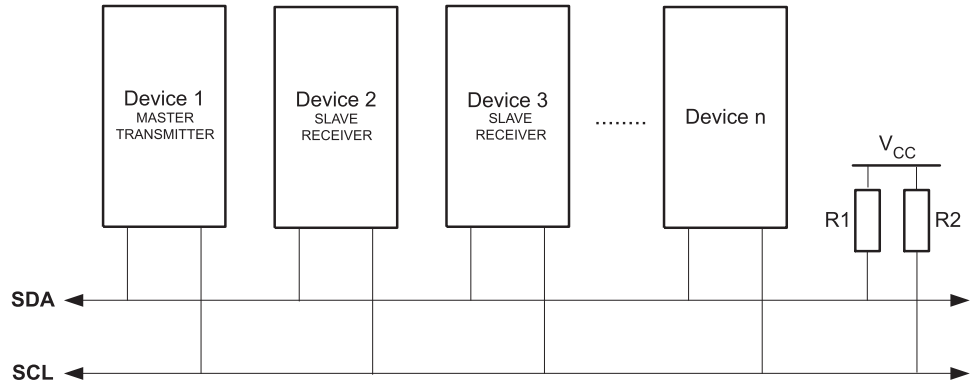 Device 1
MASTER
TRANSMITTER
Device 2
SLAVE
RECEIVER
Device 3
SLAVE
RECEIVER
........
Device n
VCC
R1
R2
SDA
SCL